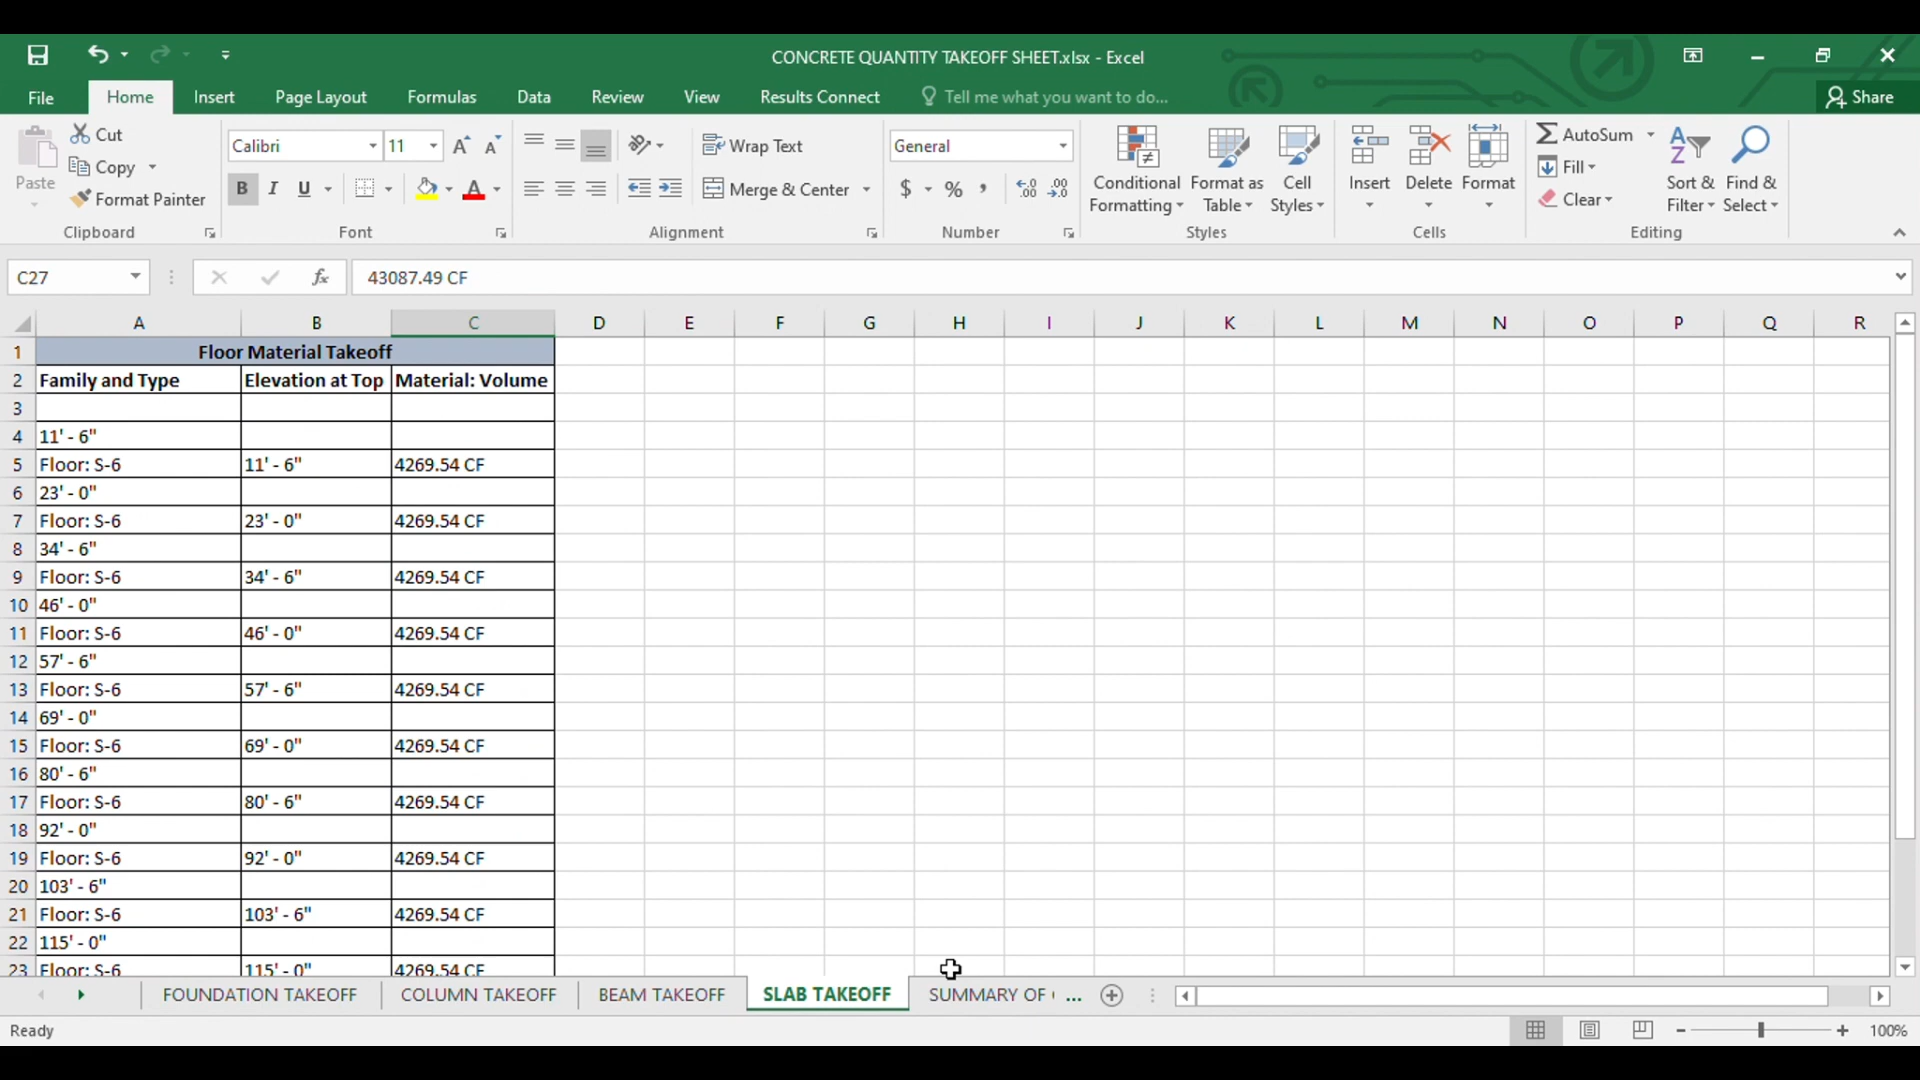 CONCRETE QUANTITY TAKEOFF SHEET.xlsx - Excel
File Home Insert Page Layout Formulas Data Review View Results Connect Tell me what you want to do... Share
Paste
Cut
Copy
Format Painter
Clipboard
Calibri 11
B I U
Font
Wrap Text
Merge & Center
Alignment
General
$ % ,
Number
Conditional Formatting
Format as Table
Cell Styles
Styles
Insert Delete Format
Cells
AutoSum
Fill
Clear
Sort & Filter
Find & Select
Editing
C27 fx 43087.49 CF
A B C D E F G H I J K L M N O P Q R
1 Floor Material Takeoff
2 Family and Type Elevation at Top Material: Volume
3
4 11' - 6"
5 Floor: S-6 11' - 6" 4269.54 CF
6 23' - 0"
7 Floor: S-6 23' - 0" 4269.54 CF
8 34' - 6"
9 Floor: S-6 34' - 6" 4269.54 CF
10 46' - 0"
11 Floor: S-6 46' - 0" 4269.54 CF
12 57' - 6"
13 Floor: S-6 57' - 6" 4269.54 CF
14 69' - 0"
15 Floor: S-6 69' - 0" 4269.54 CF
16 80' - 6"
17 Floor: S-6 80' - 6" 4269.54 CF
18 92' - 0"
19 Floor: S-6 92' - 0" 4269.54 CF
20 103' - 6"
21 Floor: S-6 103' - 6" 4269.54 CF
22 115' - 0"
23 Floor: S-6 115' - 0" 4269.54 CF
FOUNDATION TAKEOFF COLUMN TAKEOFF BEAM TAKEOFF SLAB TAKEOFF SUMMARY OF ...
Ready 100%